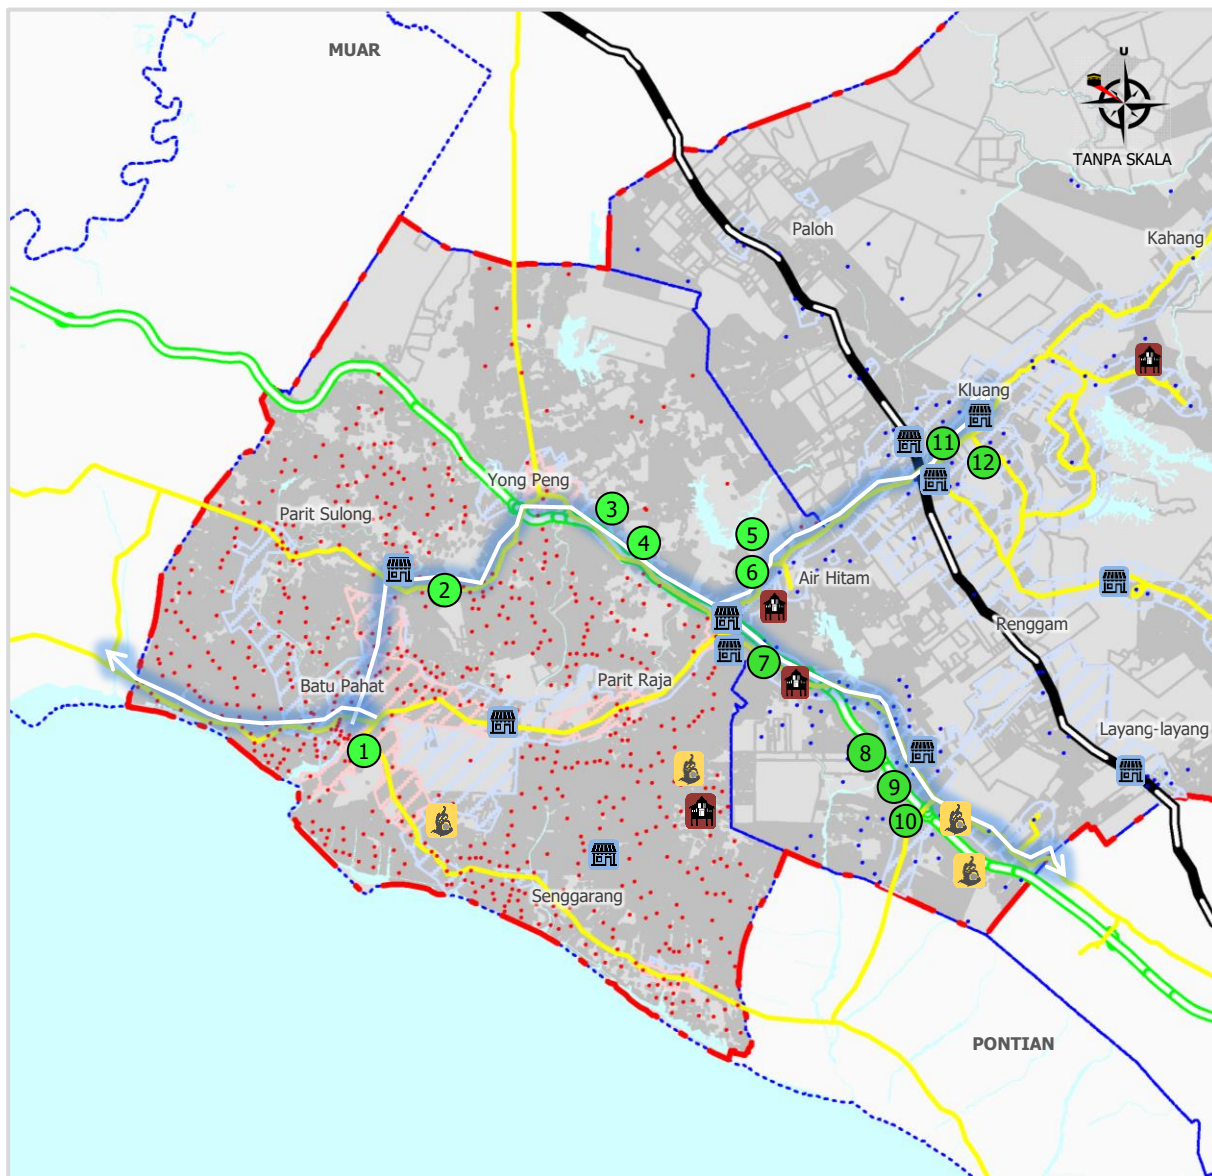 MUAR
U
TANPA SKALA
Paloh
Kahang
Kluang
11
12
Yong Peng
3
Parit Sulong
4
5
6
2
Air Hitam
Renggam
7
Parit Raja
Batu Pahat
Layang-layang
1
8
9
10
Senggarang
PONTIAN